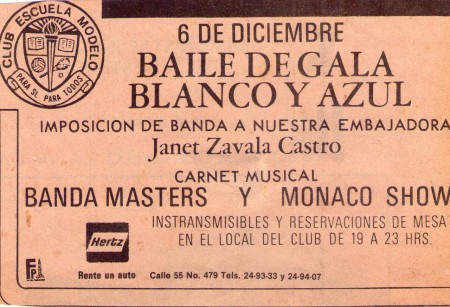 CLUB ESCUELA MODELO
PARA SI, PARA TODOS
6 DE DICIEMBRE
BAILE DE GALA
BLANCO Y AZUL
IMPOSICION DE BANDA A NUESTRA EMBAJADORA
Janet Zavala Castro
CARNET MUSICAL
BANDA MASTERS Y MONACO SHOW
INSTRANSMISIBLES Y RESERVACIONES DE MESA
EN EL LOCAL DEL CLUB DE 19 A 23 HRS.
Hertz
Rente un auto Calle 55 No. 479 Tels. 24-93-33 y 24-94-07